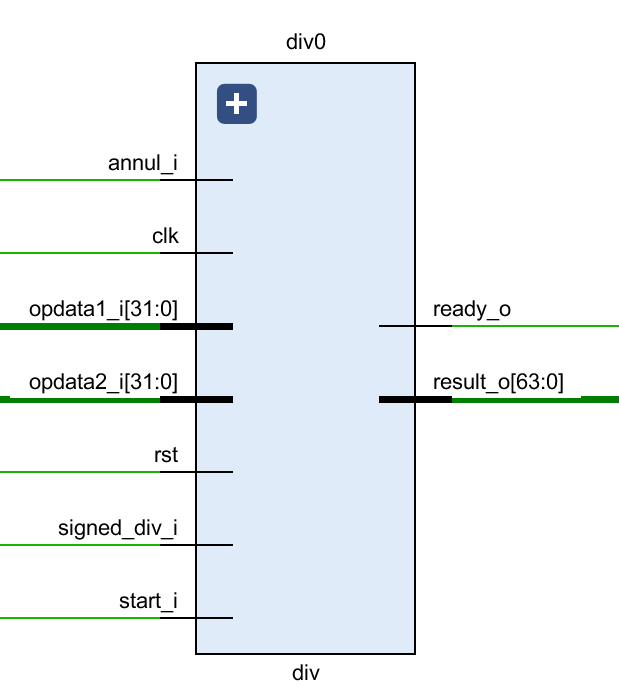 div0
annul_i
clk
opdata1_i[31:0]
ready_o
opdata2_i[31:0]
result_o[63:0]
rst
signed_div_i
start_i
div